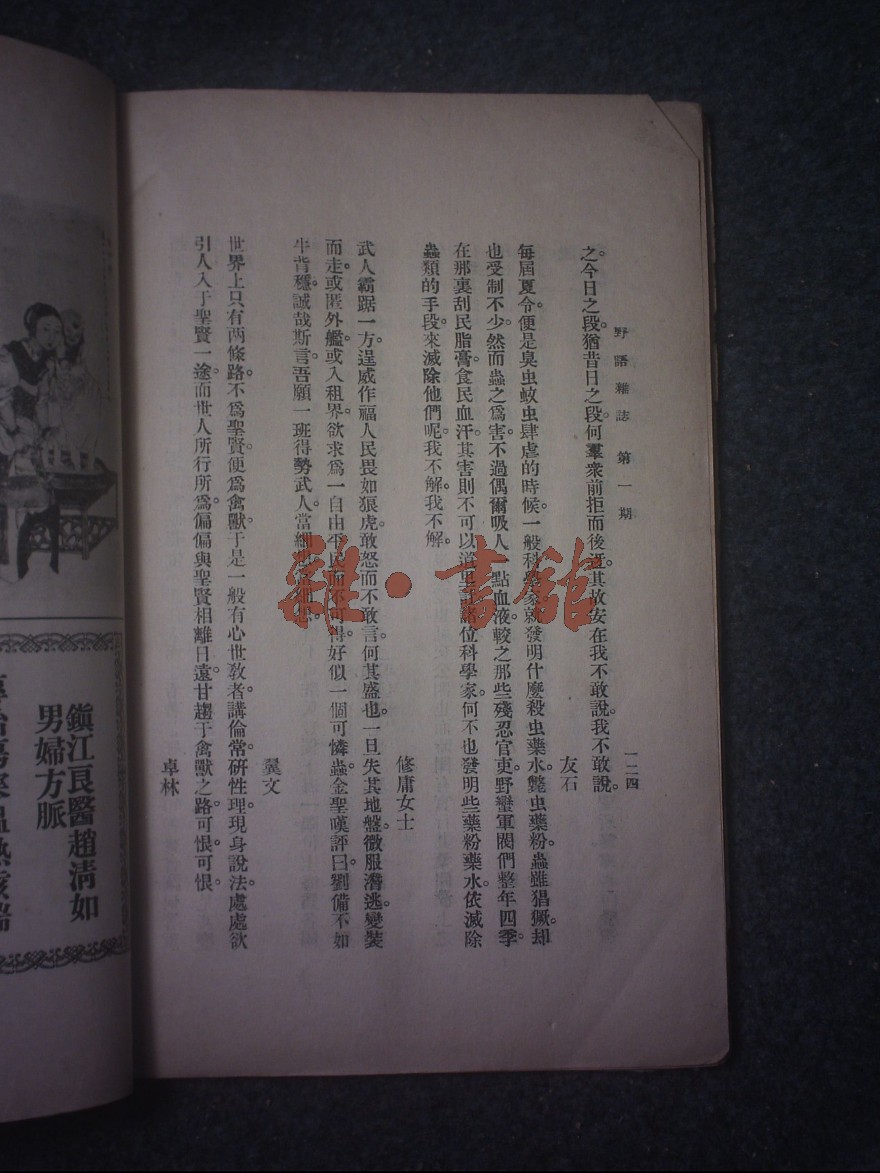 野語雜誌 第一期
一二四
之。今日之段。猶昔日之段。何羣衆前拒而後迓。其故安在。我不敢說。我不敢說。
友石
每屆夏令。便是臭虫蚊虫肆虐的時候。一般科學家。就發明什麼殺虫藥水。斃虫藥粉。蟲雖猖獗。却
也受制不少。然而蟲之爲害。不過偶爾吸人一點血液。較之那些殘忍官吏。野蠻軍閥們。整年四季。
在那裏刮民脂膏。食民血汗。其害則不可以道里計。諸位科學家。何不也發明些藥粉藥水。依滅除
蟲類的手段。來滅除他們呢。我不解。我不解。
修庸女士
武人霸踞一方。逞威作福。人民畏如狼虎。敢怒而不敢言。何其盛也。一旦失其地盤。微服潛逃。變裝
而走。或匿外艦。或入租界。欲求爲一自由平民而不可得。好似一個可憐蟲。金聖嘆評曰。劉備不如
牛背穩。誠哉斯言。吾願一班得勢武人。當細想
翼文
世界上只有兩條路。不爲聖賢。便爲禽獸。于是一般有心世敎者。講倫常。硏性理。現身說法。處處欲
引人入于聖賢一途。而世人所行所爲。偏偏與聖賢相離日遠。甘趨于禽獸之路。可恨。可恨。
卓林
鎭江良醫趙淸如
男婦方脈
雜·書館